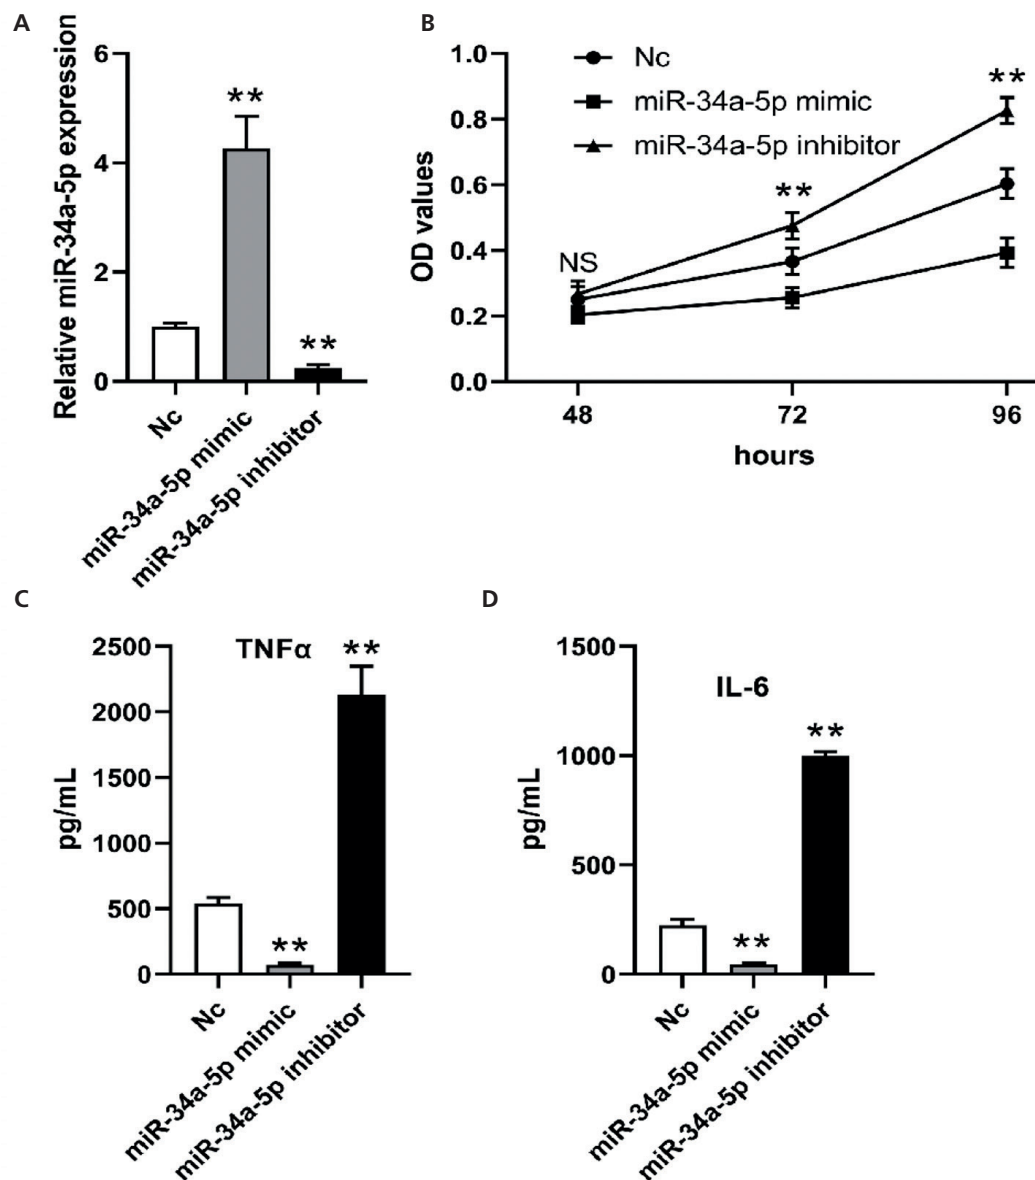 A
Relative miR-34a-5p expression
6
4
2
0
**
**
Nc
miR-34a-5p mimic
miR-34a-5p inhibitor
B
OD values
1.0
0.8
0.6
0.4
0.2
0.0
Nc
miR-34a-5p mimic
miR-34a-5p inhibitor
NS
**
**
48 72 96
hours
C
pg/mL
2500
2000
1500
1000
500
0
TNFα
**
**
Nc
miR-34a-5p mimic
miR-34a-5p inhibitor
D
pg/mL
1500
1000
500
0
IL-6
**
**
Nc
miR-34a-5p mimic
miR-34a-5p inhibitor